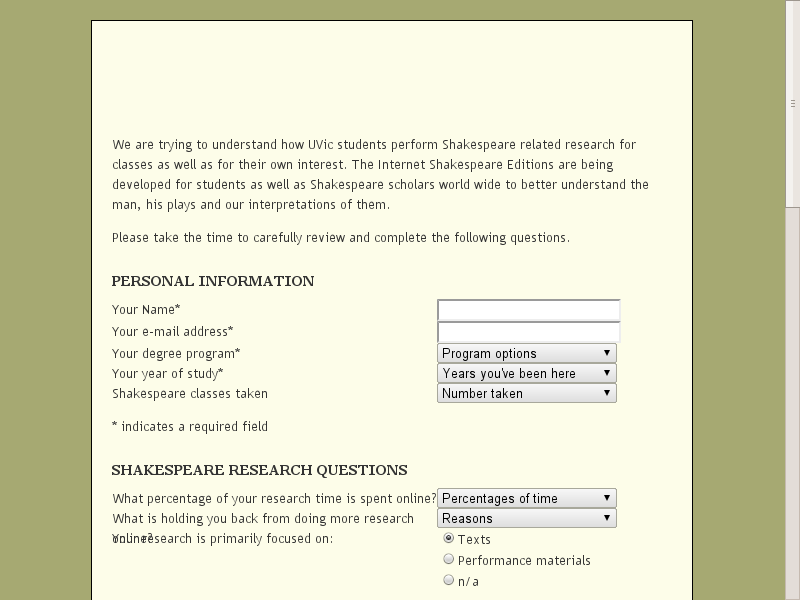 We are trying to understand how UVic students perform Shakespeare related research for
classes as well as for their own interest. The Internet Shakespeare Editions are being
developed for students as well as Shakespeare scholars world wide to better understand the
man, his plays and our interpretations of them.
Please take the time to carefully review and complete the following questions.
PERSONAL INFORMATION
Your Name*
Your e-mail address*
Your degree program* Program options
Your year of study* Years you've been here
Shakespeare classes taken Number taken
* indicates a required field
SHAKESPEARE RESEARCH QUESTIONS
What percentage of your research time is spent online? Percentages of time
What is holding you back from doing more research Reasons
online?
Your research is primarily focused on: Texts
Performance materials
n/a